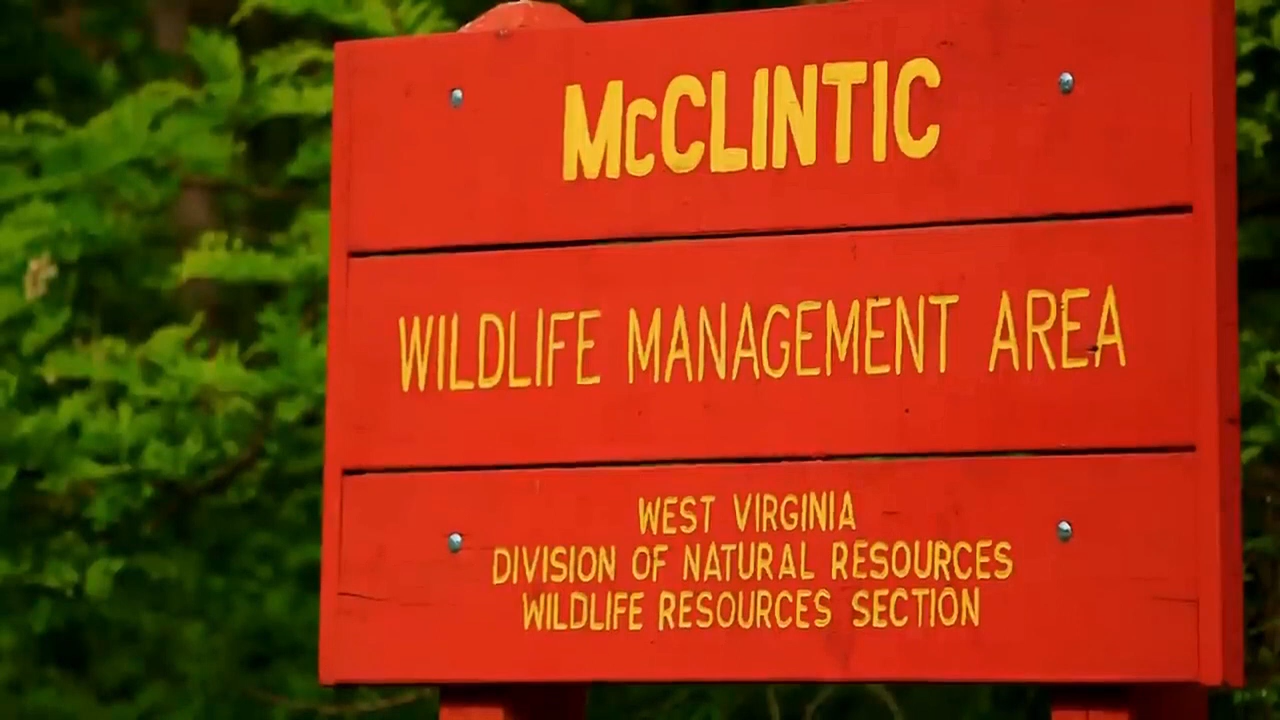 McCLINTIC
WILDLIFE MANAGEMENT AREA
WEST VIRGINIA
DIVISION OF NATURAL RESOURCES
WILDLIFE RESOURCES SECTION